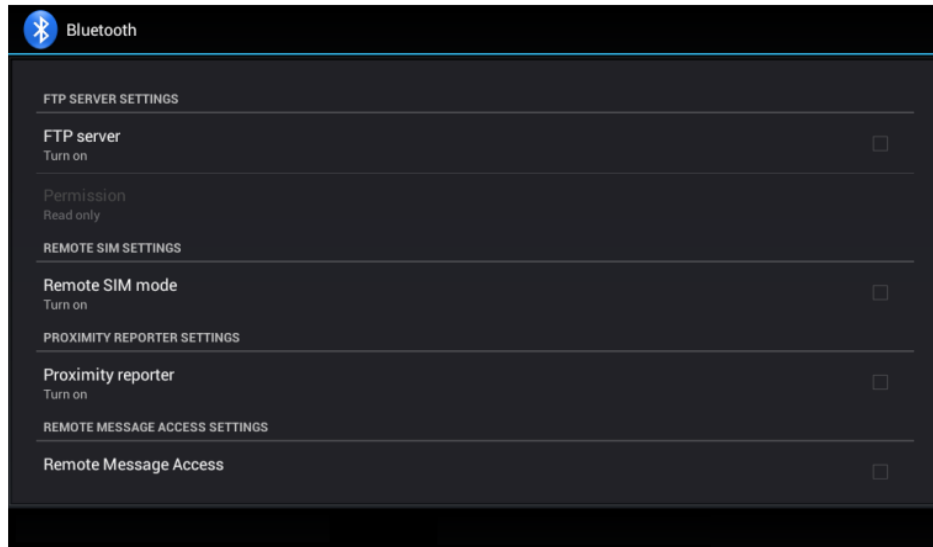 Bluetooth
FTP SERVER SETTINGS
FTP server
Turn on
Permission
Read only
REMOTE SIM SETTINGS
Remote SIM mode
Turn on
PROXIMITY REPORTER SETTINGS
Proximity reporter
Turn on
REMOTE MESSAGE ACCESS SETTINGS
Remote Message Access